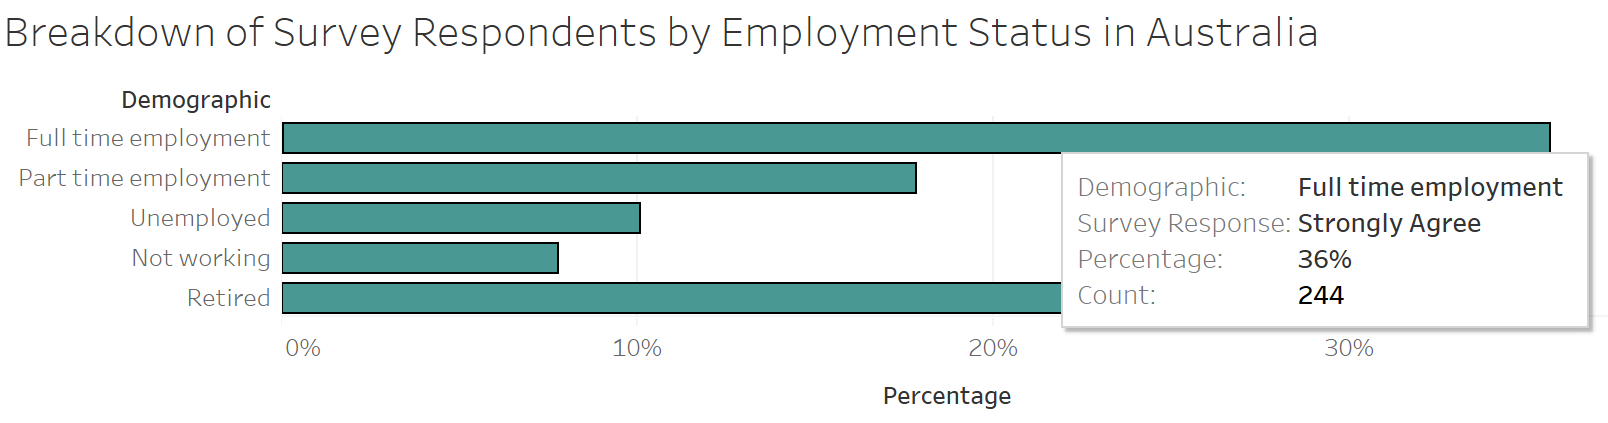 Breakdown of Survey Respondents by Employment Status in Australia
Demographic
Full time employment
Part time employment
Unemployed
Not working
Retired
Demographic: Full time employment
Survey Response: Strongly Agree
Percentage: 36%
Count: 244
0% 10% 20% 30%
Percentage